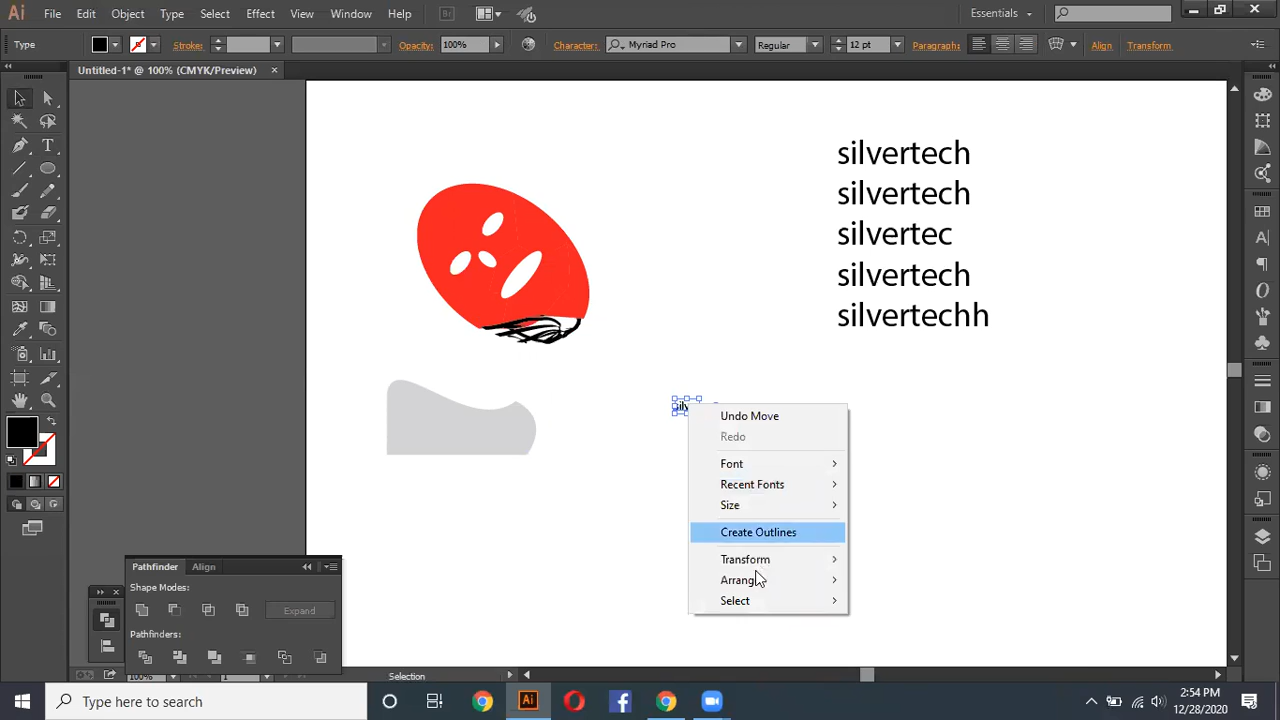 Ai File Edit Object Type Select Effect View Window Help Br Essentials
Type Stroke: Opacity: 100% Character: Myriad Pro Regular 12 pt Paragraph: Align Transform
Untitled-1* @ 100% (CMYK/Preview)
silvertech
silvertech
silvertec
silvertech
silvertechh
Undo Move
Redo
Font
Recent Fonts
Size
Create Outlines
Transform
Arrange
Select
Pathfinder Align
Shape Modes:
Expand
Pathfinders:
100% 1 Selection
Type here to search
2:54 PM
12/28/2020